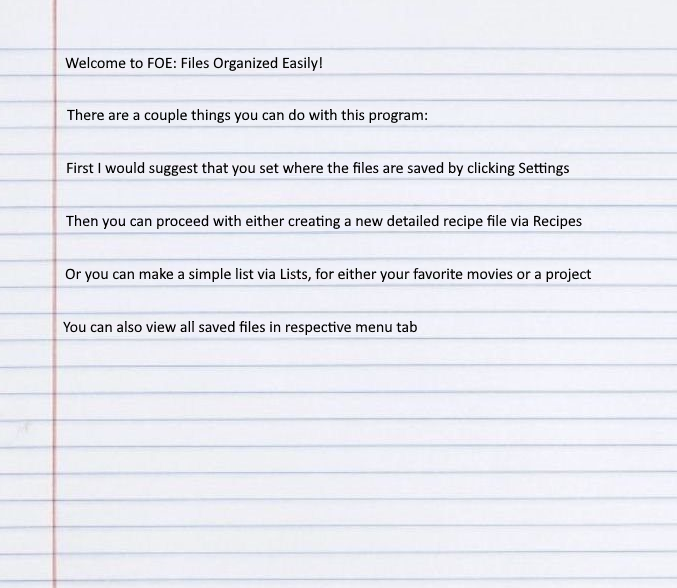 Welcome to FOE: Files Organized Easily!
There are a couple things you can do with this program:
First I would suggest that you set where the files are saved by clicking Settings
Then you can proceed with either creating a new detailed recipe file via Recipes
Or you can make a simple list via Lists, for either your favorite movies or a project
You can also view all saved files in respective menu tab